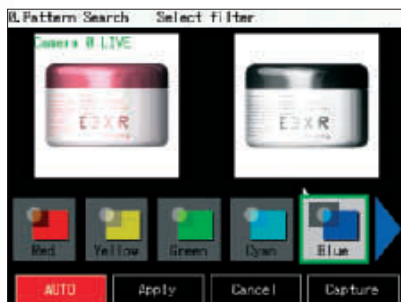 0.Pattern Search Select filter
Camera 0 LIVE
E3XR E3XR
Red Yellow Green Cyan Blue
AUTO Apply Cancel Capture